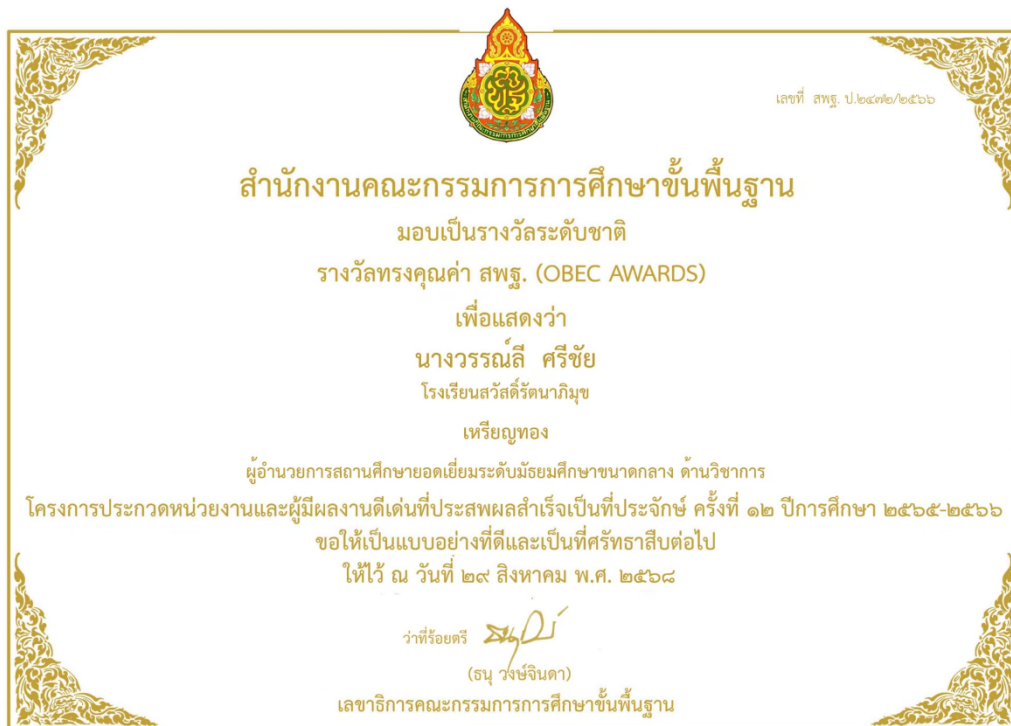 เลขที่ สพฐ. ป.๒๔๗๒/๒๕๖๖
สำนักงานคณะกรรมการการศึกษาขั้นพื้นฐาน
มอบเป็นรางวัลระดับชาติ
รางวัลทรงคุณค่า สพฐ. (OBEC AWARDS)
เพื่อแสดงว่า
นางวรรณ์ลี ศรีชัย
โรงเรียนสวัสดิ์รัตนาภิมุข
เหรียญทอง
ผู้อำนวยการสถานศึกษายอดเยี่ยมระดับมัธยมศึกษาขนาดกลาง ด้านวิชาการ
โครงการประกวดหน่วยงานและผู้มีผลงานดีเด่นที่ประสพผลสำเร็จเป็นที่ประจักษ์ ครั้งที่ ๑๒ ปีการศึกษา ๒๕๖๕-๒๕๖๖
ขอให้เป็นแบบอย่างที่ดีและเป็นที่ศรัทธาสืบต่อไป
ให้ไว้ ณ วันที่ ๒๙ สิงหาคม พ.ศ. ๒๕๖๘
ว่าที่ร้อยตรี
(ธนุ วงษ์จินดา)
เลขาธิการคณะกรรมการการศึกษาขั้นพื้นฐาน